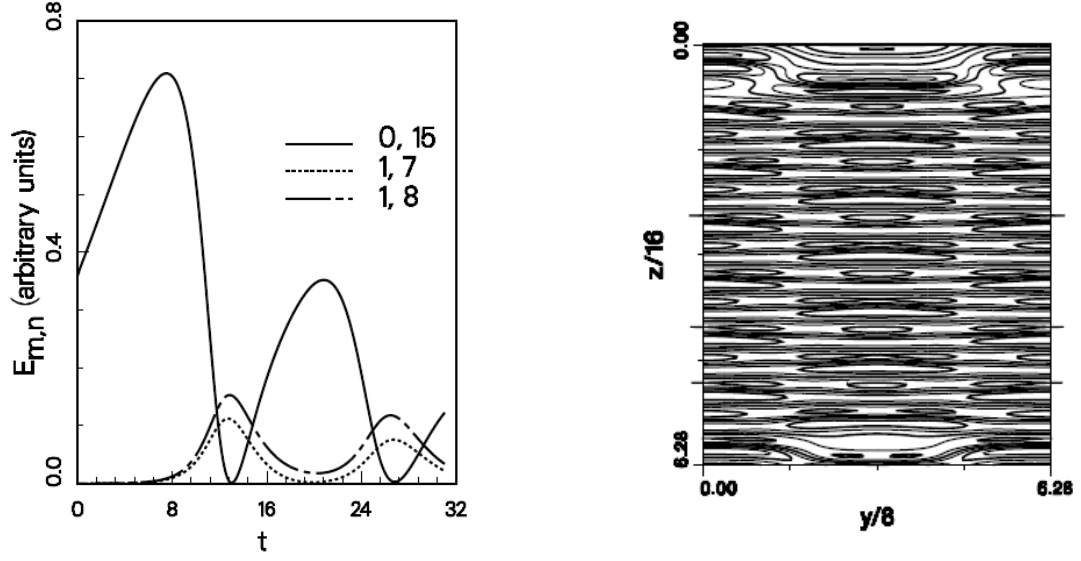 0.8
0.4
0.0
E_m,n (arbitrary units)
0, 15
1, 7
1, 8
0 8 16 24 32
t
0.00
6.28
z/16
0.00 6.28
y/8